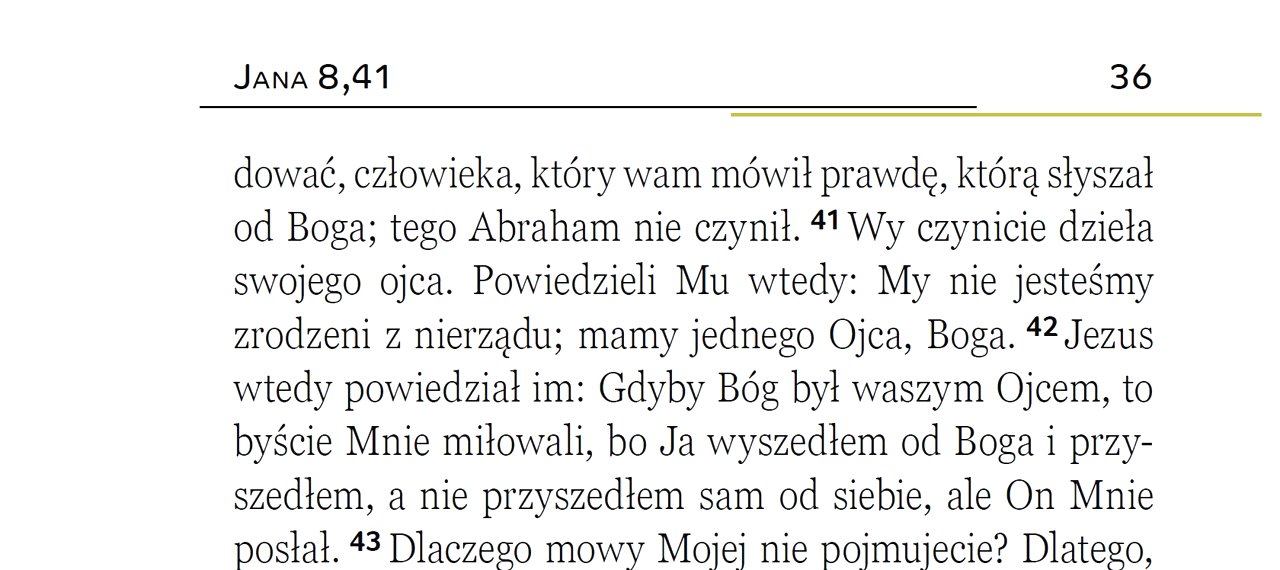 Jana 8,41 36
dować, człowieka, który wam mówił prawdę, którą słyszał
od Boga; tego Abraham nie czynił. 41 Wy czynicie dzieła
swojego ojca. Powiedzieli Mu wtedy: My nie jesteśmy
zrodzeni z nierządu; mamy jednego Ojca, Boga. 42 Jezus
wtedy powiedział im: Gdyby Bóg był waszym Ojcem, to
byście Mnie miłowali, bo Ja wyszedłem od Boga i przy-
szedłem, a nie przyszedłem sam od siebie, ale On Mnie
posłał. 43 Dlaczego mowy Mojej nie pojmujecie? Dlatego,